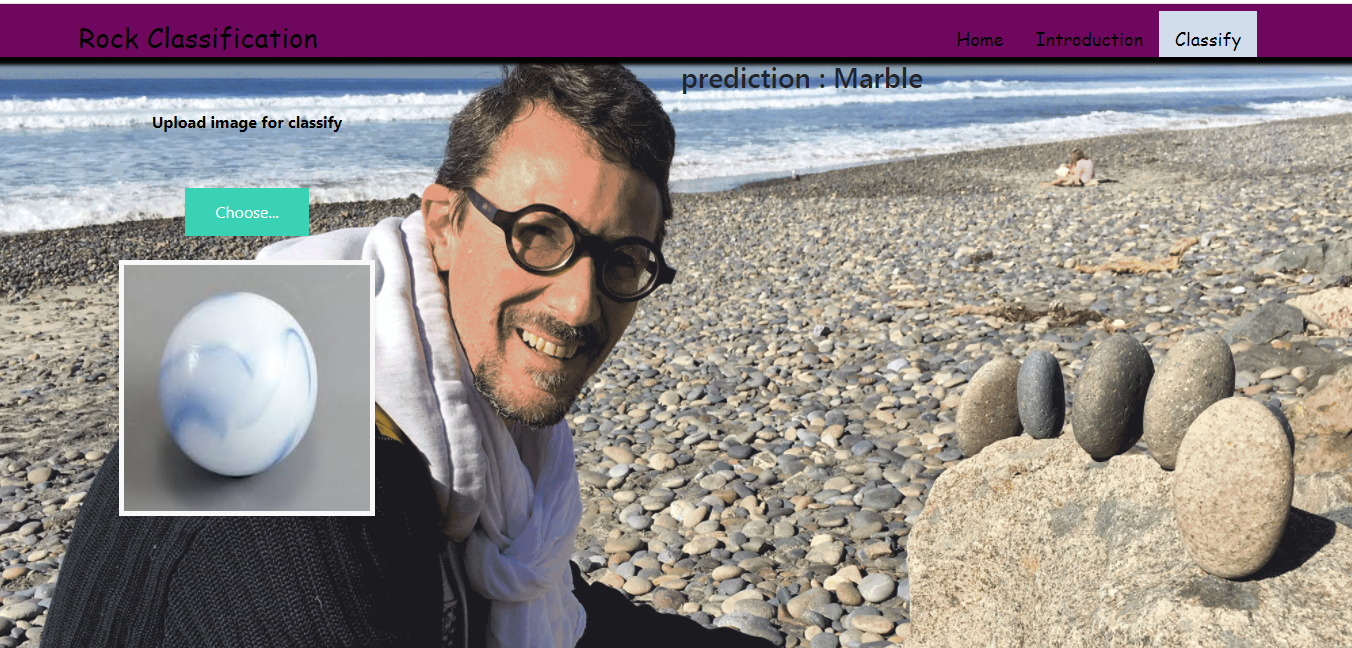 Rock Classification
Home
Introduction
Classify
prediction : Marble
Upload image for classify
Choose...